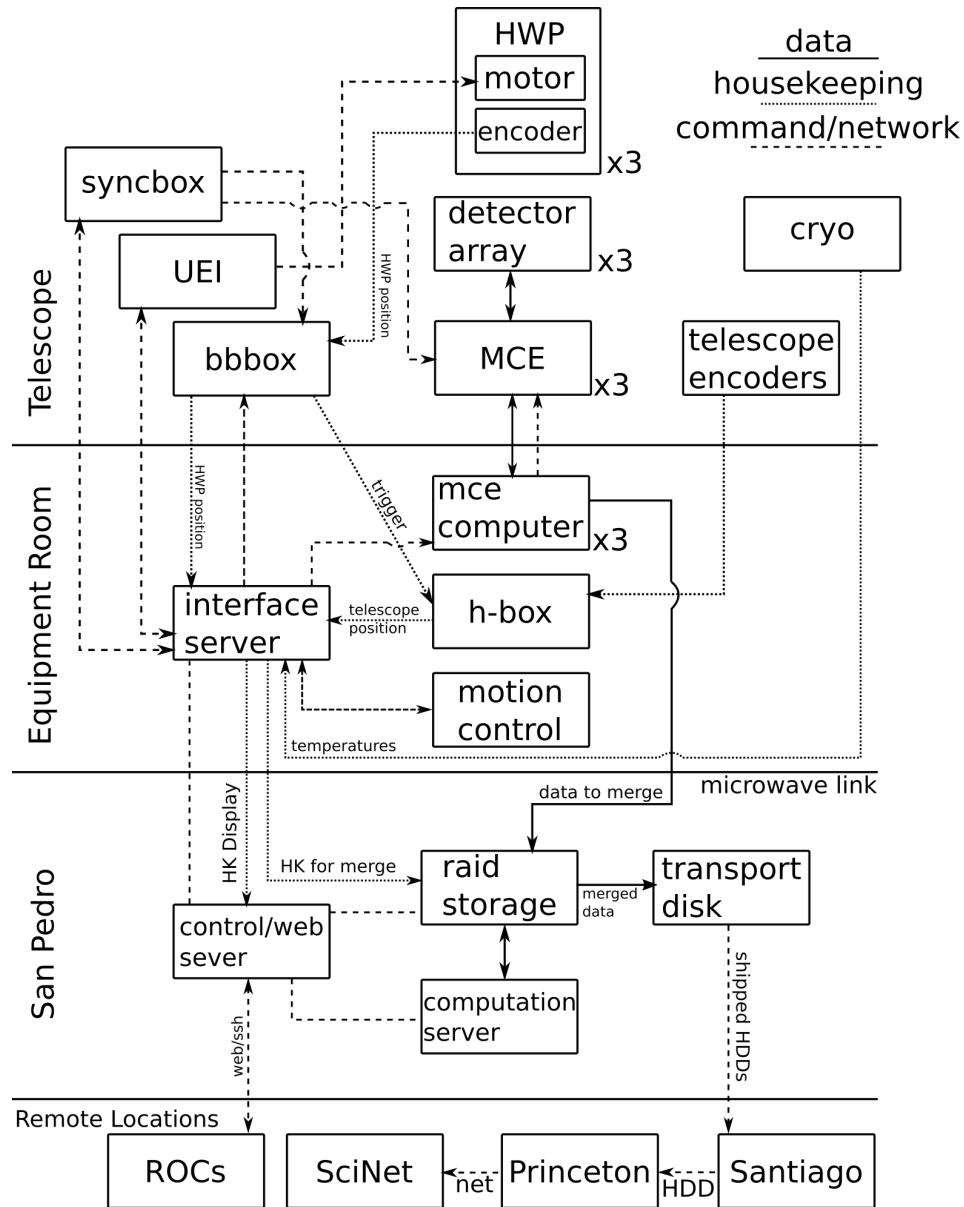 HWP
motor
encoder
x3
data
housekeeping
command/network
syncbox
UEI
bbbox
HWP position
detector
array
x3
MCE
x3
cryo
telescope
encoders
Telescope
HWP position
trigger
mce
computer
x3
interface
server
telescope
position
h-box
motion
control
temperatures
Equipment Room
microwave link
data to merge
HK Display
HK for merge
raid
storage
merged
data
transport
disk
control/web
sever
computation
server
web/ssh
shipped HDDs
San Pedro
Remote Locations
ROCs
SciNet
net
Princeton
HDD
Santiago